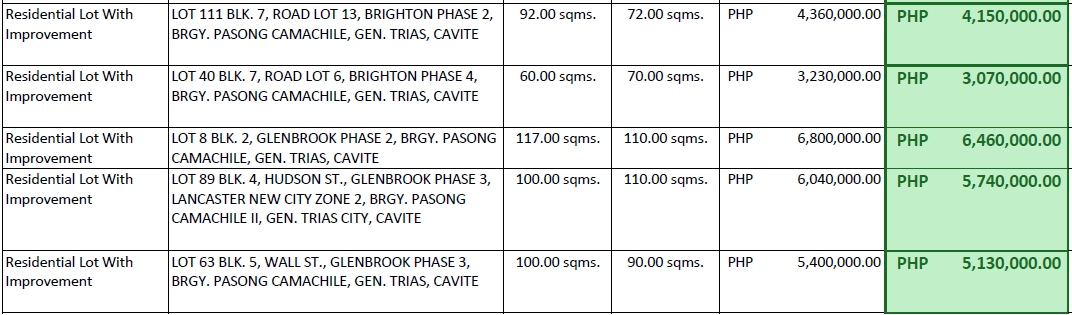 Residential Lot With LOT 111 BLK. 7, ROAD LOT 13, BRIGHTON PHASE 2, 92.00 sqms. 72.00 sqms. PHP 4,360,000.00 PHP 4,150,000.00
Improvement BRGY. PASONG CAMACHILE, GEN. TRIAS, CAVITE
Residential Lot With LOT 40 BLK. 7, ROAD LOT 6, BRIGHTON PHASE 4, 60.00 sqms. 70.00 sqms. PHP 3,230,000.00 PHP 3,070,000.00
Improvement BRGY. PASONG CAMACHILE, GEN. TRIAS, CAVITE
Residential Lot With LOT 8 BLK. 2, GLENBROOK PHASE 2, BRGY. PASONG 117.00 sqms. 110.00 sqms. PHP 6,800,000.00 PHP 6,460,000.00
Improvement CAMACHILE, GEN. TRIAS, CAVITE
Residential Lot With LOT 89 BLK. 4, HUDSON ST., GLENBROOK PHASE 3, 100.00 sqms. 110.00 sqms. PHP 6,040,000.00 PHP 5,740,000.00
Improvement LANCASTER NEW CITY ZONE 2, BRGY. PASONG
CAMACHILE II, GEN. TRIAS CITY, CAVITE
Residential Lot With LOT 63 BLK. 5, WALL ST., GLENBROOK PHASE 3, 100.00 sqms. 90.00 sqms. PHP 5,400,000.00 PHP 5,130,000.00
Improvement BRGY. PASONG CAMACHILE, GEN. TRIAS, CAVITE